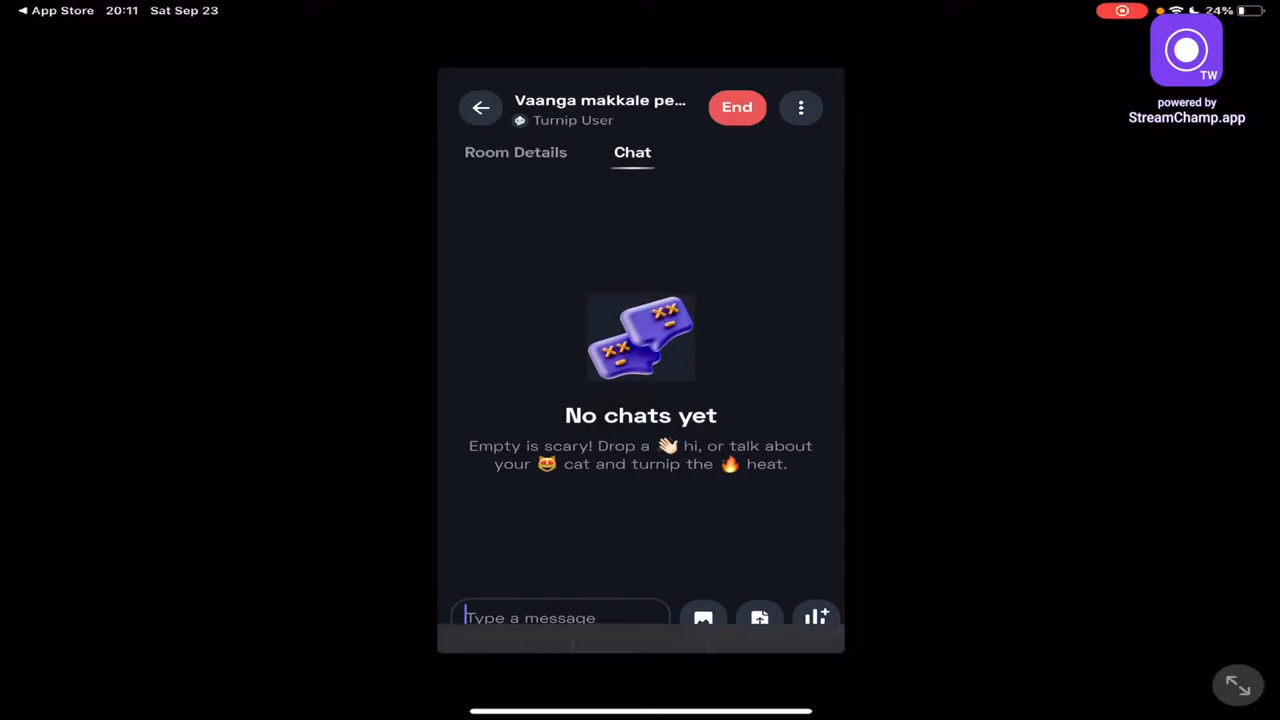 App Store 20:11 Sat Sep 23
24%
TW
powered by
StreamChamp.app
Vaanga makkale pe...
Turnip User
End
Room Details
Chat
No chats yet
Empty is scary! Drop a 👋🏻 hi, or talk about
your 😻 cat and turnip the 🔥 heat.
Type a message